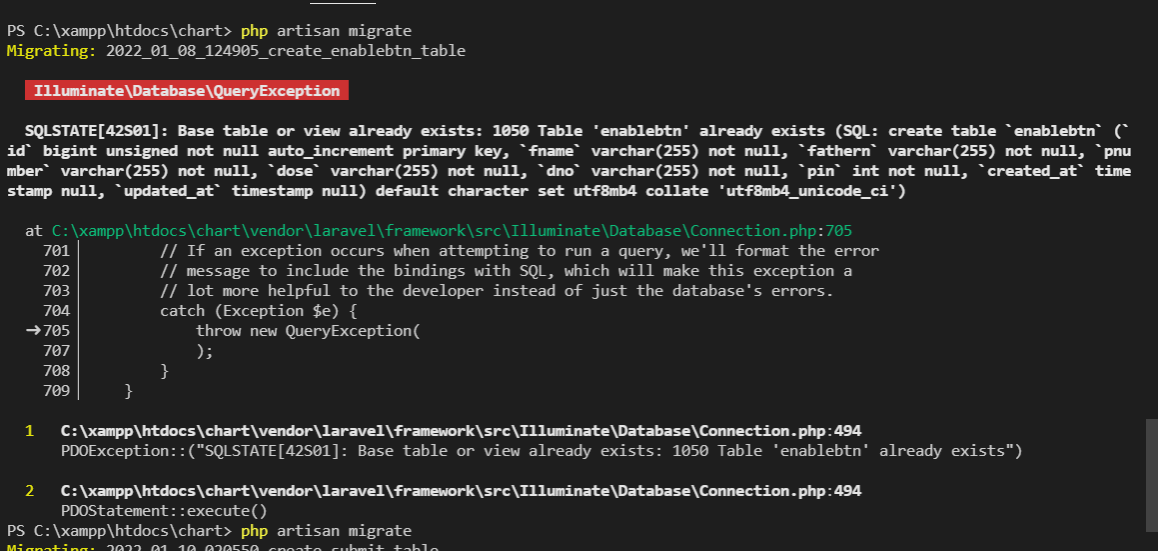 PS C:\xampp\htdocs\chart> php artisan migrate
Migrating: 2022_01_08_124905_create_enablebtn_table
Illuminate\Database\QueryException
SQLSTATE[42S01]: Base table or view already exists: 1050 Table 'enablebtn' already exists (SQL: create table `enablebtn` (`
id` bigint unsigned not null auto_increment primary key, `fname` varchar(255) not null, `fathern` varchar(255) not null, `pnu
mber` varchar(255) not null, `dose` varchar(255) not null, `dno` varchar(255) not null, `pin` int not null, `created_at` time
stamp null, `updated_at` timestamp null) default character set utf8mb4 collate 'utf8mb4_unicode_ci')
at C:\xampp\htdocs\chart\vendor\laravel\framework\src\Illuminate\Database\Connection.php:705
701 // If an exception occurs when attempting to run a query, we'll format the error
702 // message to include the bindings with SQL, which will make this exception a
703 // lot more helpful to the developer instead of just the database's errors.
704 catch (Exception $e) {
➜705 throw new QueryException(
707 );
708 }
709 }
1 C:\xampp\htdocs\chart\vendor\laravel\framework\src\Illuminate\Database\Connection.php:494
PDOException::("SQLSTATE[42S01]: Base table or view already exists: 1050 Table 'enablebtn' already exists")
2 C:\xampp\htdocs\chart\vendor\laravel\framework\src\Illuminate\Database\Connection.php:494
PDOStatement::execute()
PS C:\xampp\htdocs\chart> php artisan migrate
Migrating: 2022_01_10_020550_create_submit_table